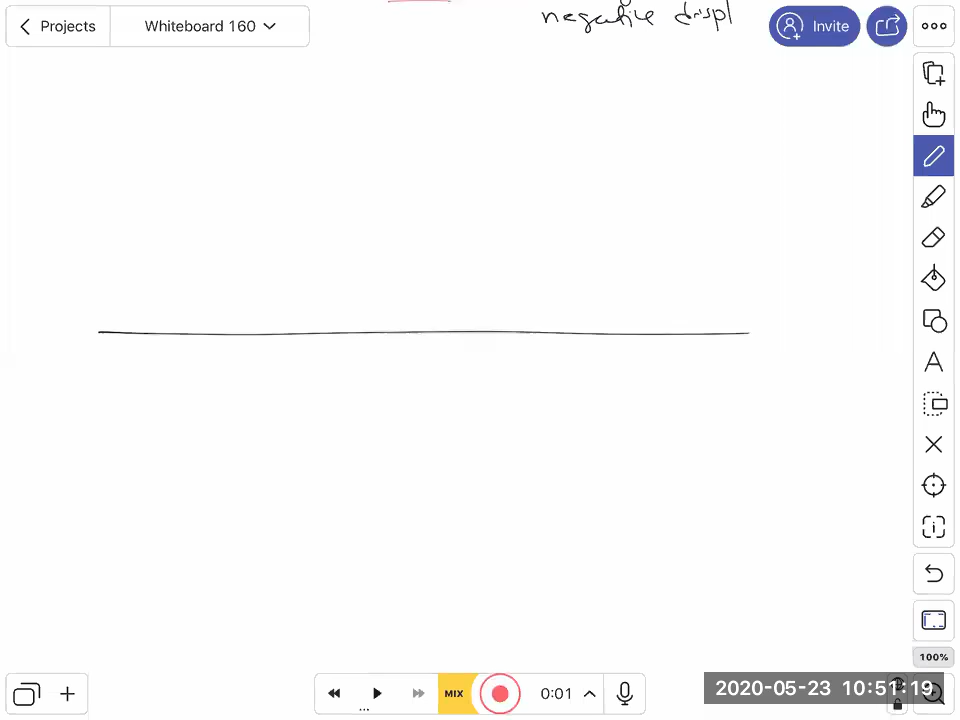 Projects
Whiteboard 160
negative displ
Invite
A
i
100%
MIX
0:01
2020-05-23 10:51:19